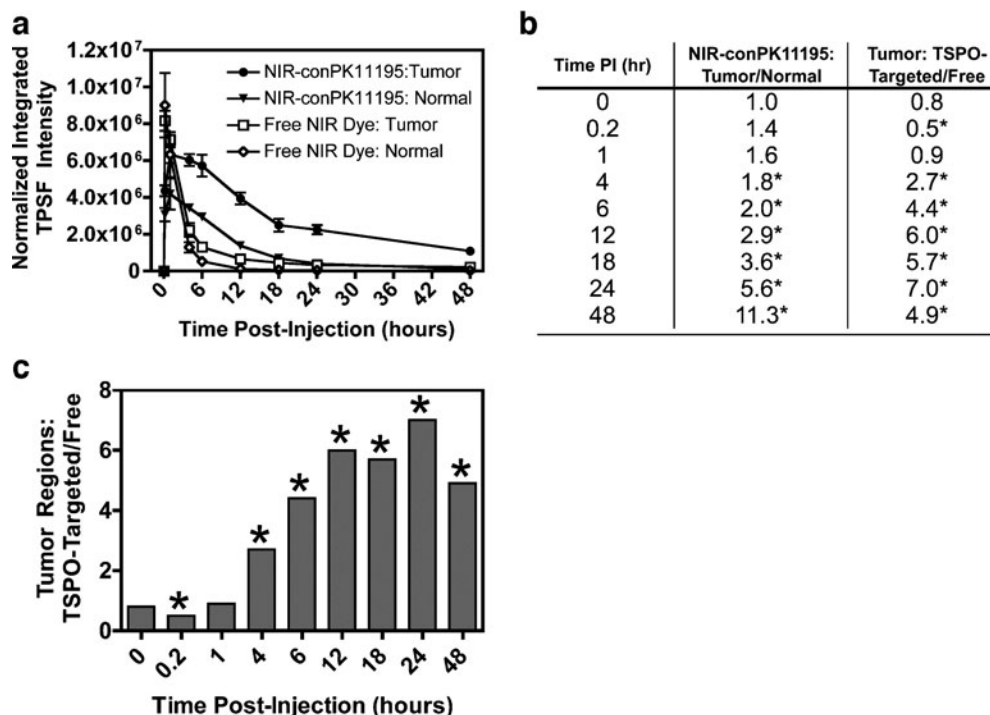 a
Normalized Integrated
TPSF Intensity
1.2x10⁷
1.0x10⁷
8.0x10⁶
6.0x10⁶
4.0x10⁶
2.0x10⁶
0
NIR-conPK11195:Tumor
NIR-conPK11195: Normal
Free NIR Dye: Tumor
Free NIR Dye: Normal
0 6 12 18 24 30 36 42 48
Time Post-Injection (hours)
b
Time PI (hr) NIR-conPK11195: Tumor: TSPO-
Tumor/Normal Targeted/Free
0 1.0 0.8
0.2 1.4 0.5*
1 1.6 0.9
4 1.8* 2.7*
6 2.0* 4.4*
12 2.9* 6.0*
18 3.6* 5.7*
24 5.6* 7.0*
48 11.3* 4.9*
c
Tumor Regions:
TSPO-Targeted/Free
8
6
4
2
0
* * * * * * *
0 0.2 1 4 6 12 18 24 48
Time Post-Injection (hours)